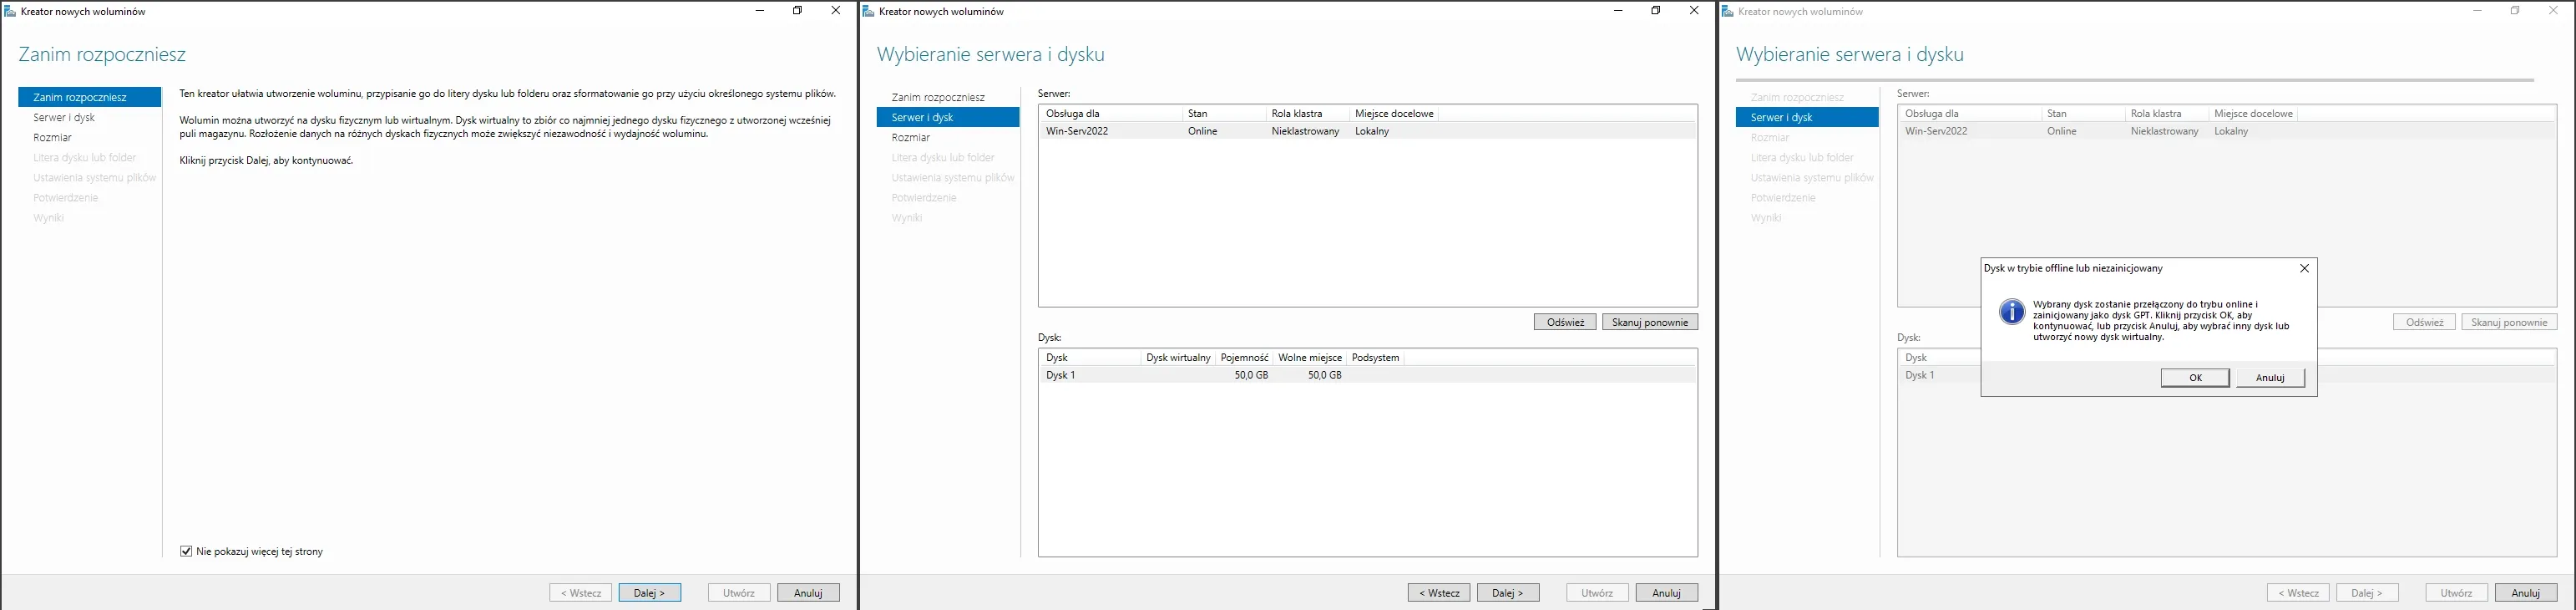 Kreator nowych woluminów
Zanim rozpoczniesz
Zanim rozpoczniesz
Serwer i dysk
Rozmiar
Litera dysku lub folder
Ustawienia systemu plików
Potwierdzenie
Wyniki
Ten kreator ułatwia utworzenie woluminu, przypisanie go do litery dysku lub folderu oraz sformatowanie go przy użyciu określonego systemu plików.
Wolumin można utworzyć na dysku fizycznym lub wirtualnym. Dysk wirtualny to zbiór co najmniej jednego dysku fizycznego z utworzonej wcześniej
puli magazynu. Rozłożenie danych na różnych dyskach fizycznych może zwiększyć niezawodność i wydajność woluminu.
Kliknij przycisk Dalej, aby kontynuować.
Nie pokazuj więcej tej strony
< Wstecz Dalej > Utwórz Anuluj
Kreator nowych woluminów
Wybieranie serwera i dysku
Zanim rozpoczniesz
Serwer i dysk
Rozmiar
Litera dysku lub folder
Ustawienia systemu plików
Potwierdzenie
Wyniki
Serwer:
Obsługa dla Stan Rola klastra Miejsce docelowe
Win-Serv2022 Online Nieklastrowany Lokalny
Odśwież Skanuj ponownie
Dysk:
Dysk Dysk wirtualny Pojemność Wolne miejsce Podsystem
Dysk 1 50,0 GB 50,0 GB
< Wstecz Dalej > Utwórz Anuluj
Kreator nowych woluminów
Wybieranie serwera i dysku
Zanim rozpoczniesz
Serwer i dysk
Rozmiar
Litera dysku lub folder
Ustawienia systemu plików
Potwierdzenie
Wyniki
Serwer:
Obsługa dla Stan Rola klastra Miejsce docelowe
Win-Serv2022 Online Nieklastrowany Lokalny
Dysk w trybie offline lub niezainicjowany
Wybrany dysk zostanie przełączony do trybu online i
zainicjowany jako dysk GPT. Kliknij przycisk OK, aby
kontynuować, lub przycisk Anuluj, aby wybrać inny dysk lub
utworzyć nowy dysk wirtualny.
OK Anuluj
Odśwież Skanuj ponownie
Dysk:
Dysk
Dysk 1
< Wstecz Dalej > Utwórz Anuluj